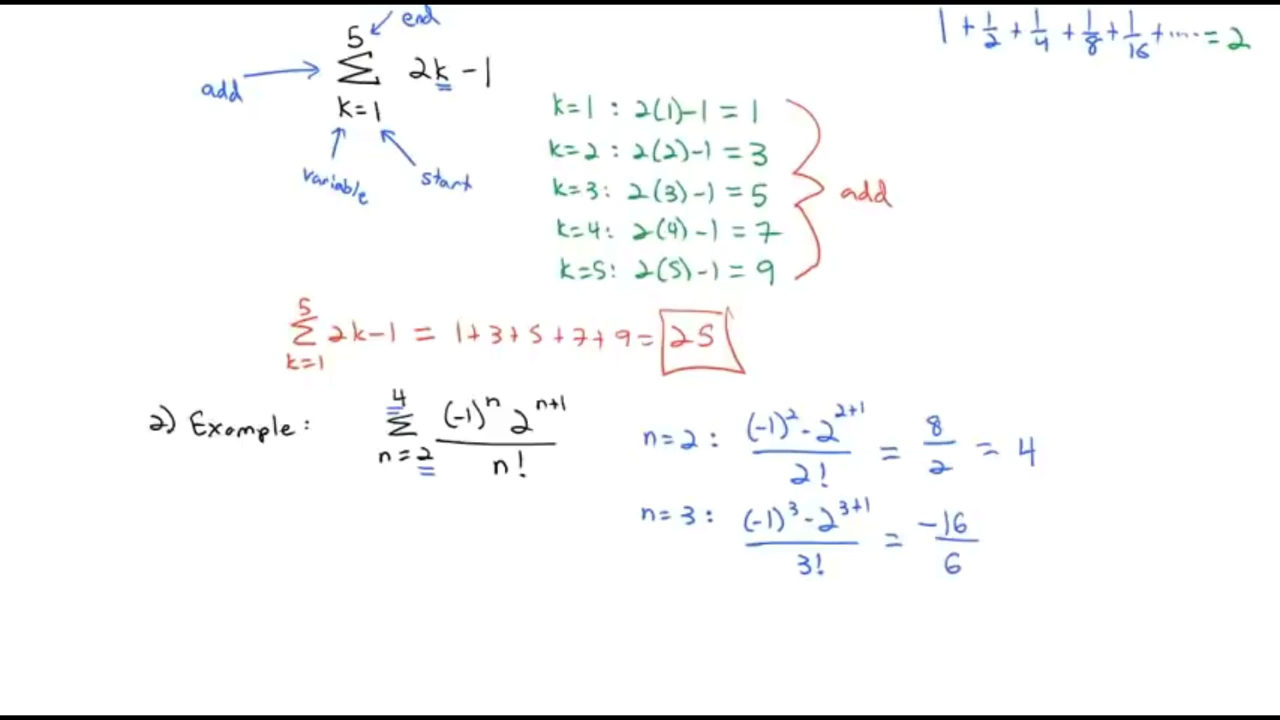 end
1 + 1/2 + 1/4 + 1/8 + 1/16 + .... = 2
5
add Σ 2k - 1
k=1
variable start
k=1 : 2(1)-1 = 1
k=2 : 2(2)-1 = 3
k=3: 2(3)-1 = 5 add
k=4: 2(4)-1 = 7
k=5: 2(5)-1 = 9
5
Σ 2k-1 = 1+3+5+7+9= 25
k=1
2) Example: 4 Σ n=2 (-1)^n 2^(n+1) / n!
n=2: (-1)^2 - 2^(2+1) / 2! = 8/2 = 4
n=3: (-1)^3 - 2^(3+1) / 3! = -16/6